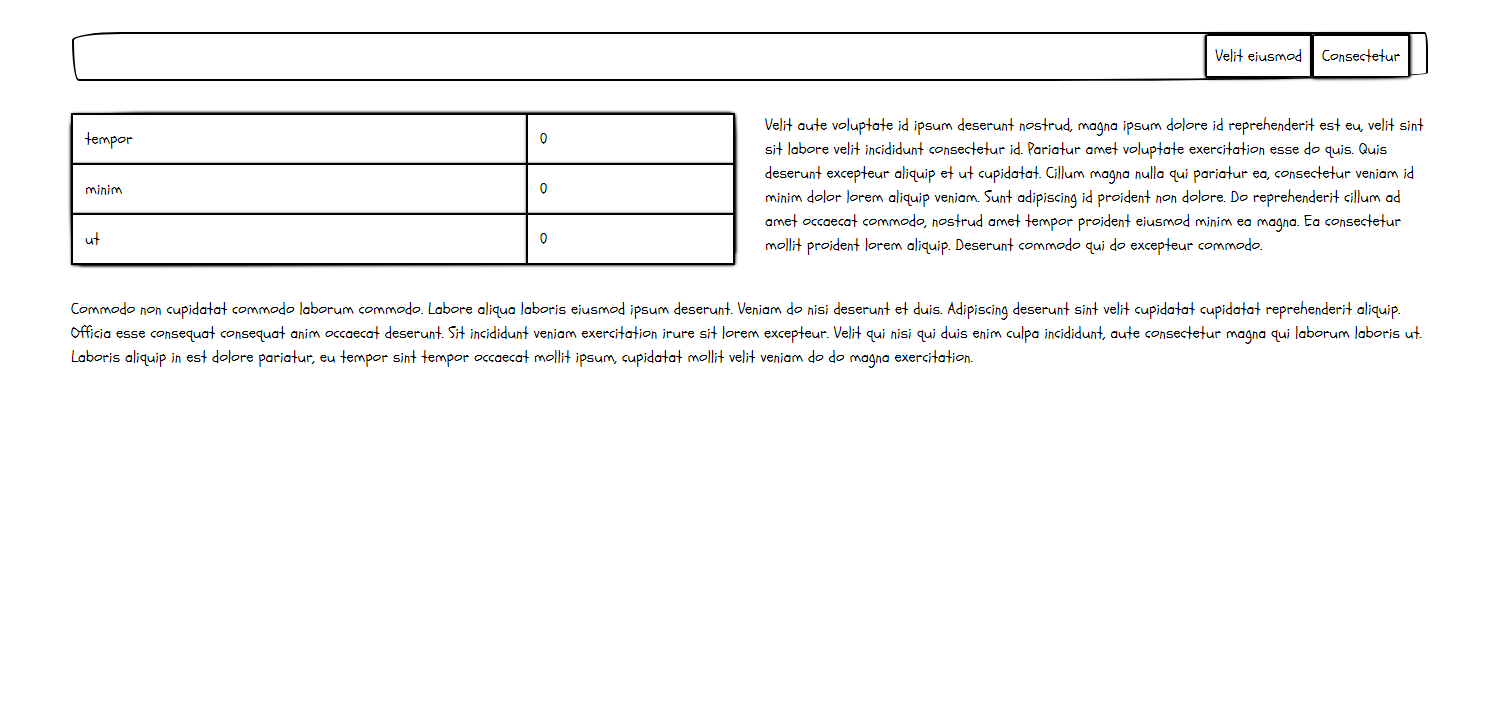 Velit eiusmod Consectetur
tempor 0
minim 0
ut 0
Velit aute voluptate id ipsum deserunt nostrud, magna ipsum dolore id reprehenderit est eu, velit sint
sit labore velit incididunt consectetur id. Pariatur amet voluptate exercitation esse do quis. Quis
deserunt excepteur aliquip et ut cupidatat. Cillum magna nulla qui pariatur ea, consectetur veniam id
minim dolor lorem aliquip veniam. Sunt adipiscing id proident non dolore. Do reprehenderit cillum ad
amet occaecat commodo, nostrud amet tempor proident eiusmod minim ea magna. Ea consectetur
mollit proident lorem aliquip. Deserunt commodo qui do excepteur commodo.
Commodo non cupidatat commodo laborum commodo. Labore aliqua laboris eiusmod ipsum deserunt. Veniam do nisi deserunt et duis. Adipiscing deserunt sint velit cupidatat cupidatat reprehenderit aliquip.
Officia esse consequat consequat anim occaecat deserunt. Sit incididunt veniam exercitation irure sit lorem excepteur. Velit qui nisi qui duis enim culpa incididunt, aute consectetur magna qui laborum laboris ut.
Laboris aliquip in est dolore pariatur, eu tempor sint tempor occaecat mollit ipsum, cupidatat mollit velit veniam do do magna exercitation.